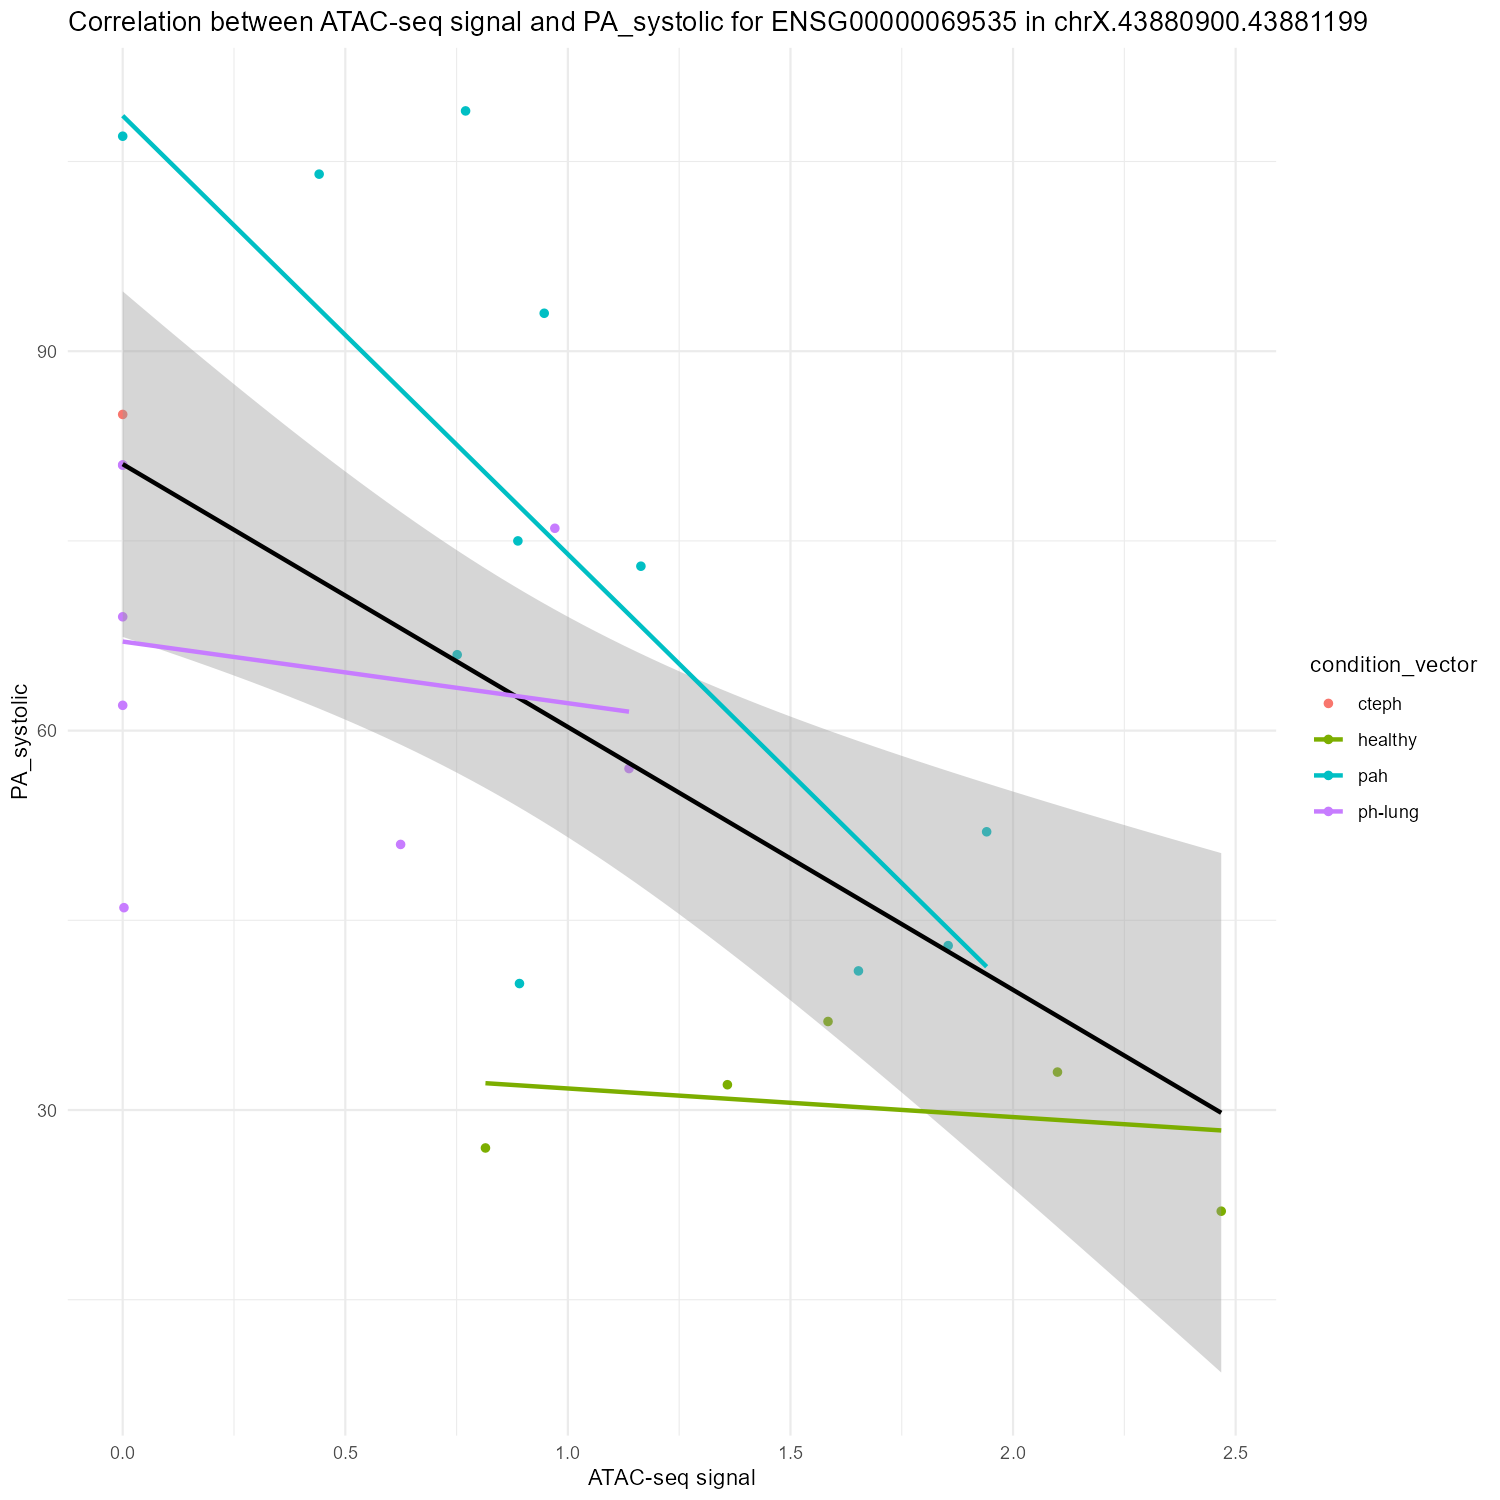 Correlation between ATAC-seq signal and PA_systolic for ENSG00000069535 in chrX.43880900.43881199
90
60
30
PA_systolic
0.0 0.5 1.0 1.5 2.0 2.5
ATAC-seq signal
condition_vector
cteph
healthy
pah
ph-lung